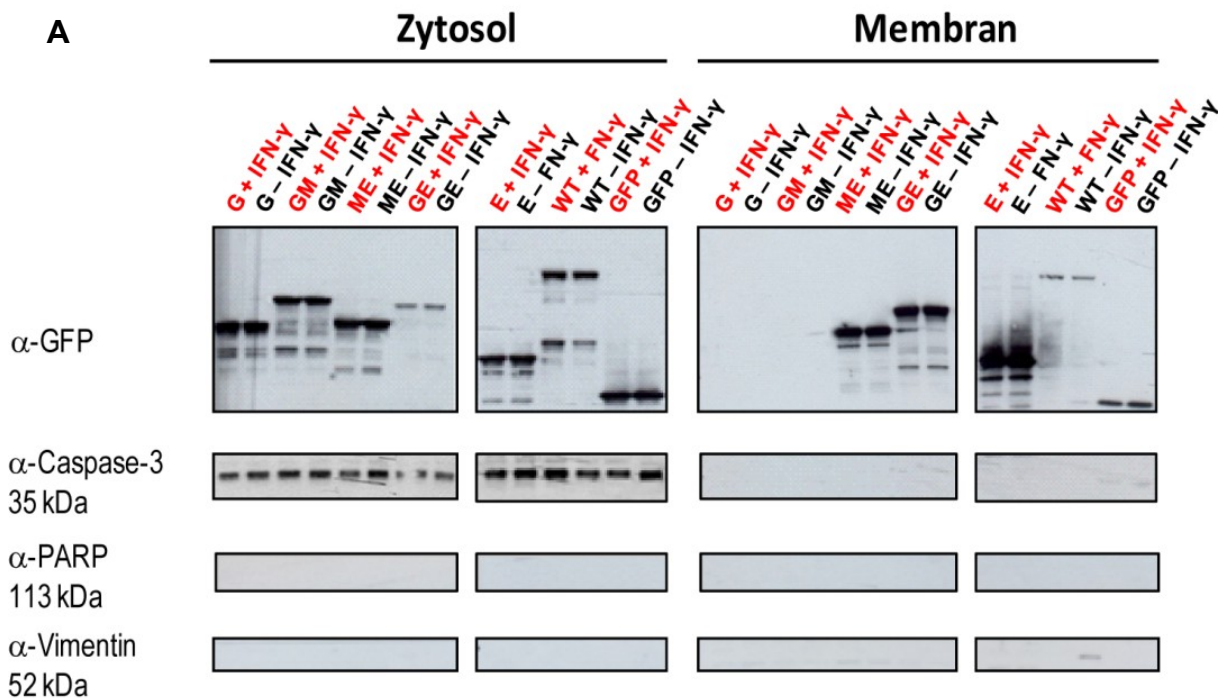 A
Zytosol
Membran
G + IFN-γ
G – IFN-γ
GM + IFN-γ
GM – IFN-γ
ME + IFN-γ
ME – IFN-γ
GE + IFN-γ
GE – IFN-γ
E + IFN-γ
E – FN-γ
WT + FN-γ
WT – IFN-γ
GFP + IFN-γ
GFP – IFN-γ
G + IFN-γ
G – IFN-γ
GM + IFN-γ
GM – IFN-γ
ME + IFN-γ
ME – IFN-γ
GE + IFN-γ
GE – IFN-γ
E + IFN-γ
E – FN-γ
WT + FN-γ
WT – IFN-γ
GFP + IFN-γ
GFP – IFN-γ
α-GFP
α-Caspase-3
35 kDa
α-PARP
113 kDa
α-Vimentin
52 kDa